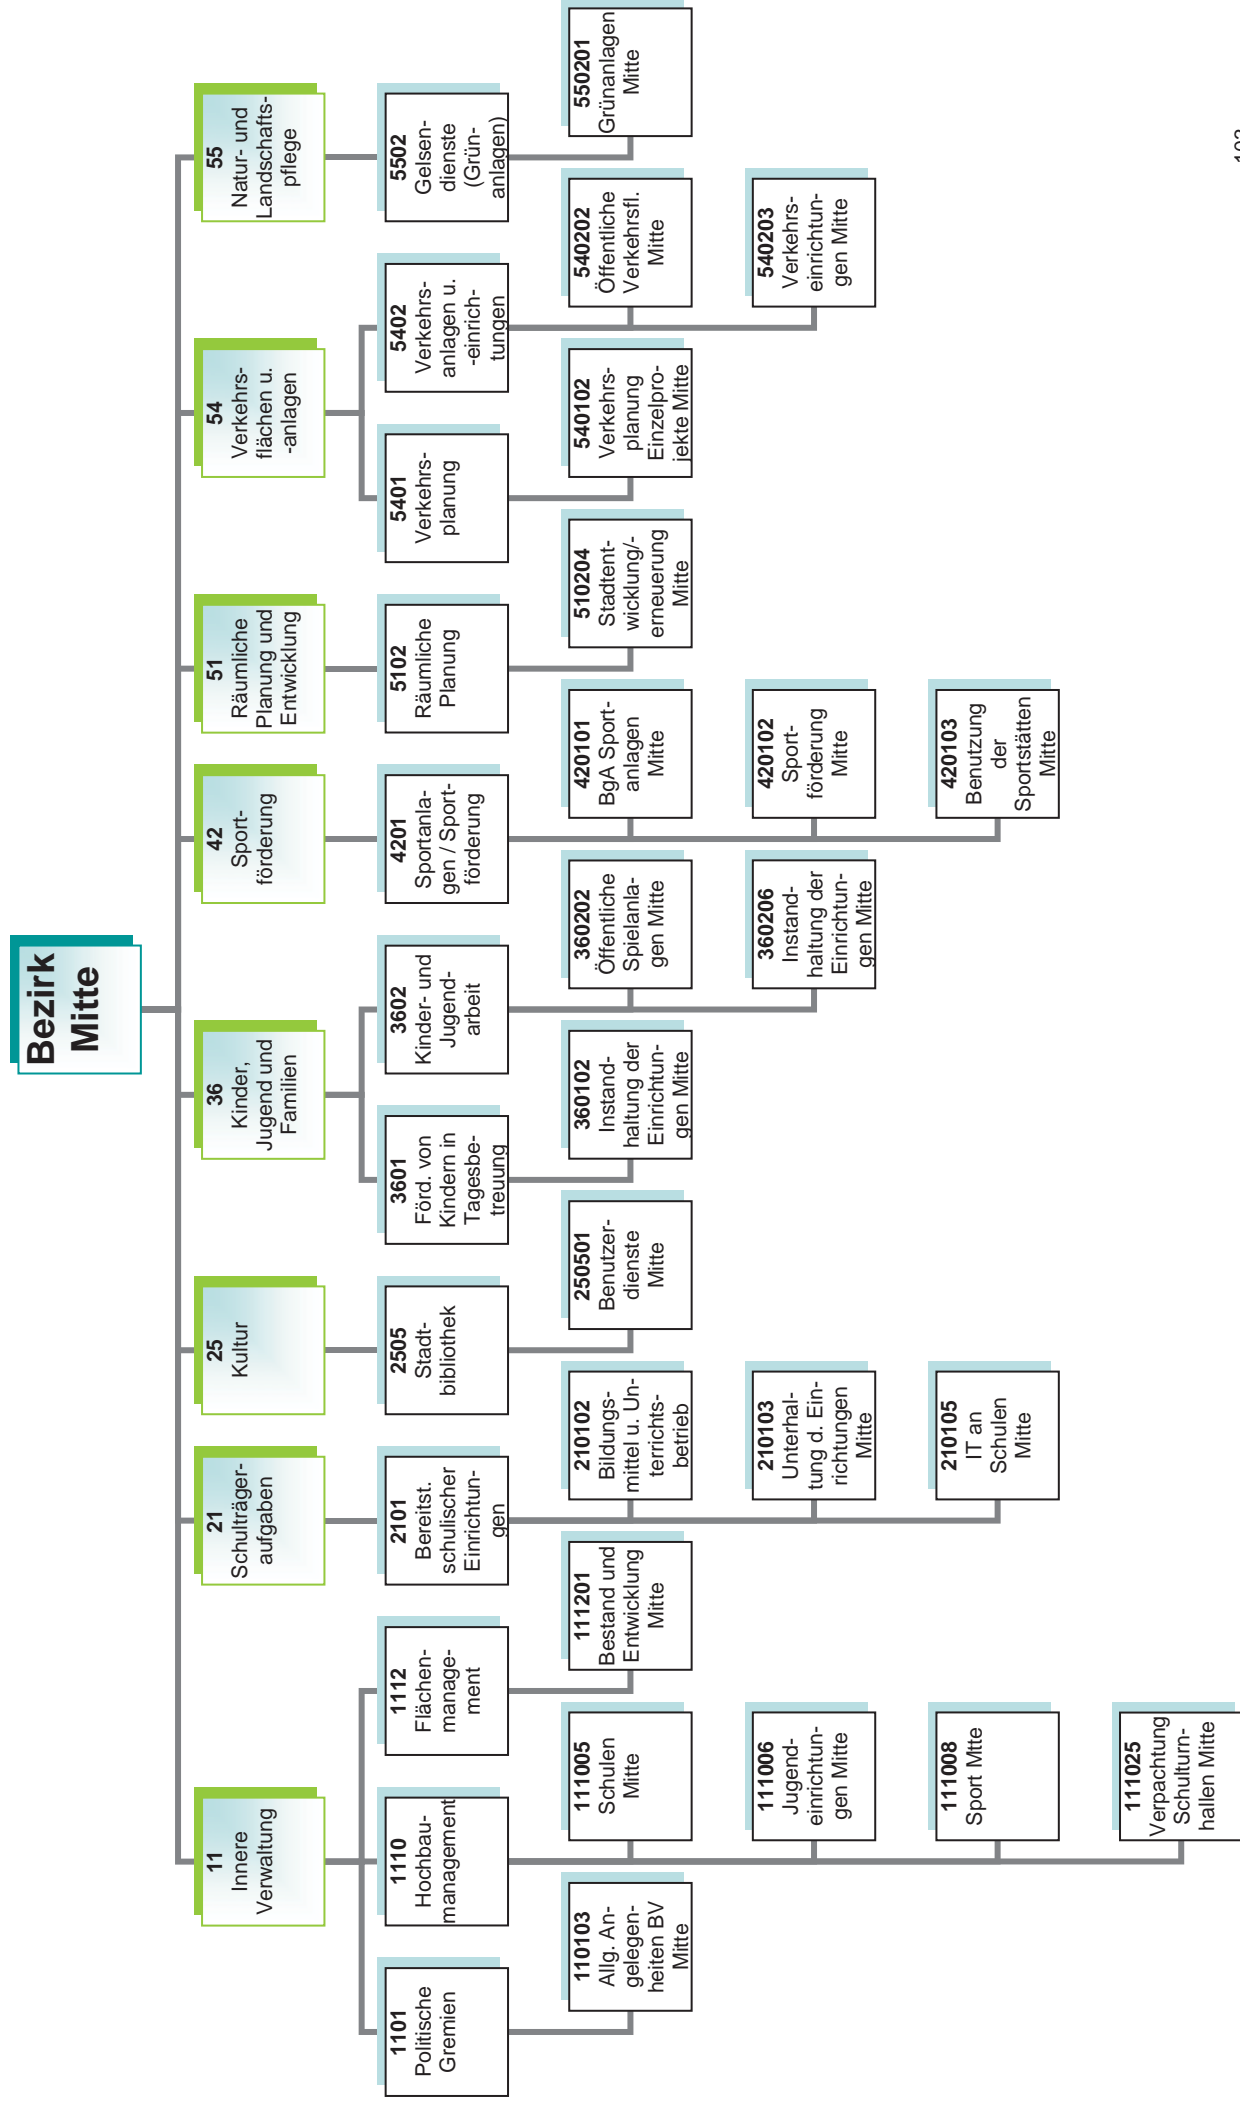 Bezirk
Mitte
11
Innere
Verwaltung
21
Schulträger-
aufgaben
25
Kultur
36
Kinder,
Jugend und
Familien
42
Sport-
förderung
51
Räumliche
Planung und
Entwicklung
54
Verkehrs-
flächen u.
-anlagen
55
Natur- und
Landschafts-
pflege
1101
Politische
Gremien
1110
Hochbau-
management
1112
Flächen-
manage-
ment
2101
Bereitst.
schulischer
Einrichtun-
gen
2505
Stadt-
bibliothek
3601
Förd. von
Kindern in
Tagesbe-
treuung
3602
Kinder- und
Jugend-
arbeit
4201
Sportanla-
gen / Sport-
förderung
5102
Räumliche
Planung
5401
Verkehrs-
planung
5402
Verkehrs-
anlagen u.
-einrich-
tungen
5502
Gelsen-
dienste
(Grün-
anlagen)
110103
Allg. An-
gelegen-
heiten BV
Mitte
111005
Schulen
Mitte
111201
Bestand und
Entwicklung
Mitte
210102
Bildungs-
mittel u. Un-
terrichts-
betrieb
250501
Benutzer-
dienste
Mitte
360102
Instand-
haltung der
Einrichtun-
gen Mitte
360202
Öffentliche
Spielanla-
gen Mitte
420101
BgA Sport-
anlagen
Mitte
510204
Stadtent-
wicklung/-
erneuerung
Mitte
540102
Verkehrs-
planung
Einzelpro-
jekte Mitte
540202
Öffentliche
Verkehrsfl.
Mitte
550201
Grünanlagen
Mitte
111006
Jugend-
einrichtun-
gen Mitte
210103
Unterhal-
tung d. Ein-
richtungen
Mitte
360206
Instand-
haltung der
Einrichtun-
gen Mitte
420102
Sport-
förderung
Mitte
540203
Verkehrs-
einrichtun-
gen Mitte
111008
Sport Mtte
210105
IT an
Schulen
Mitte
420103
Benutzung
der
Sportstätten
Mitte
111025
Verpachtung
Schulturn-
hallen Mitte